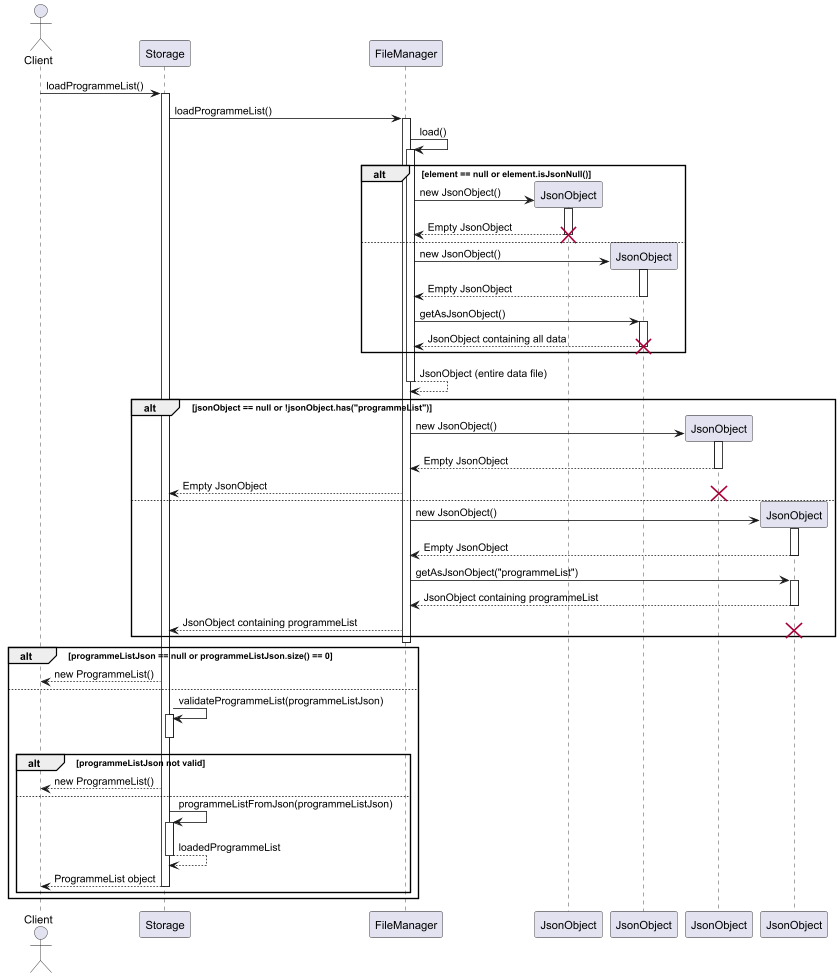 Client
Storage
FileManager
loadProgrammeList()
loadProgrammeList()
load()
alt
[element == null or element.isJsonNull()]
new JsonObject()
JsonObject
Empty JsonObject
new JsonObject()
JsonObject
Empty JsonObject
getAsJsonObject()
JsonObject containing all data
JsonObject (entire data file)
alt
[jsonObject == null or !jsonObject.has("programmeList")]
new JsonObject()
JsonObject
Empty JsonObject
Empty JsonObject
new JsonObject()
JsonObject
Empty JsonObject
getAsJsonObject("programmeList")
JsonObject containing programmeList
JsonObject containing programmeList
alt
[programmeListJson == null or programmeListJson.size() == 0]
new ProgrammeList()
validateProgrammeList(programmeListJson)
alt
[programmeListJson not valid]
new ProgrammeList()
programmeListFromJson(programmeListJson)
loadedProgrammeList
ProgrammeList object
Client
Storage
FileManager
JsonObject
JsonObject
JsonObject
JsonObject